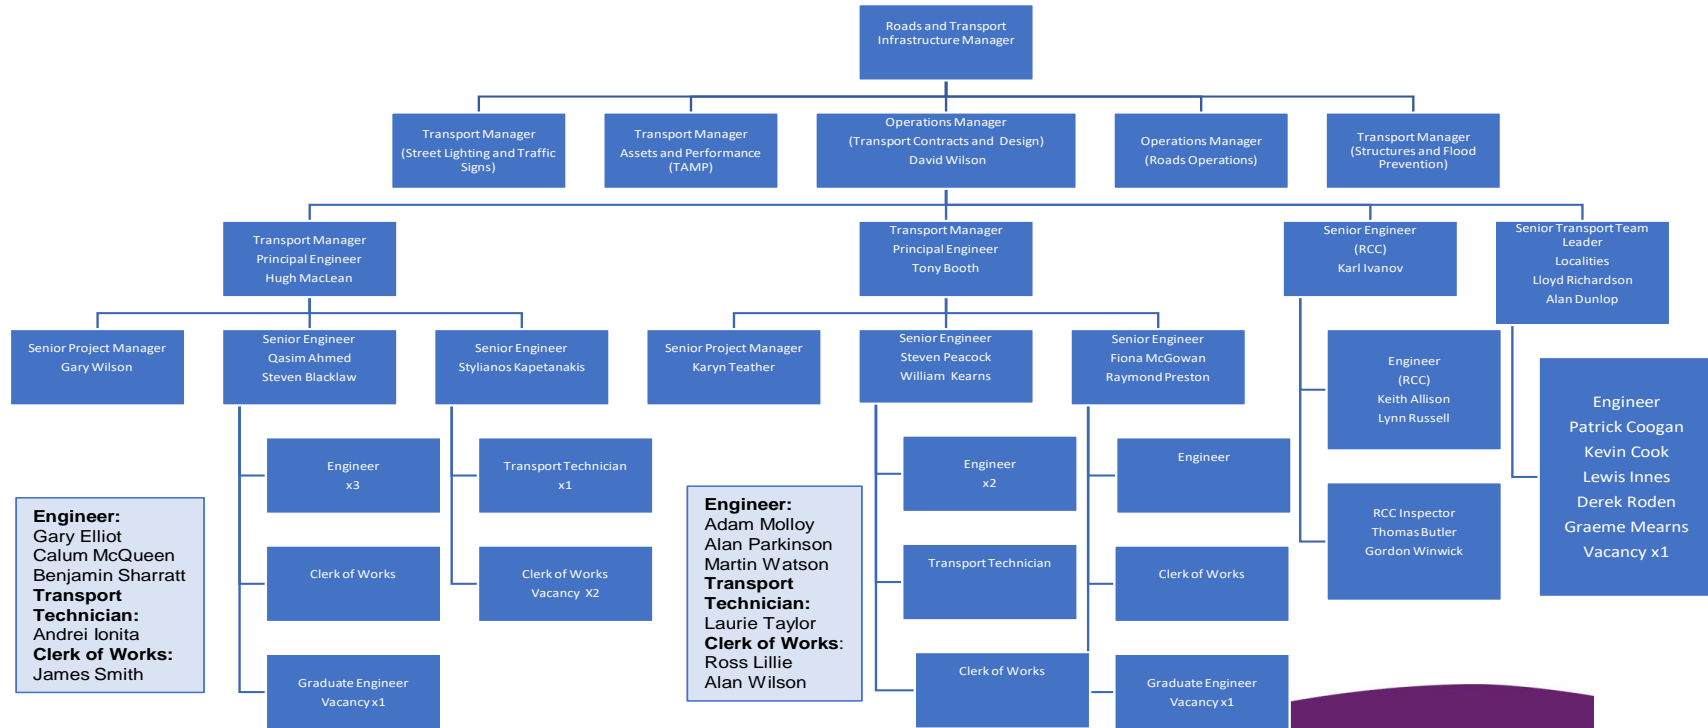 Roads and Transport
Infrastructure Manager
Transport Manager
(Street Lighting and Traffic
Signs)
Transport Manager
Assets and Performance
(TAMP)
Operations Manager
(Transport Contracts and Design)
David Wilson
Operations Manager
(Roads Operations)
Transport Manager
(Structures and Flood
Prevention)
Transport Manager
Principal Engineer
Hugh MacLean
Transport Manager
Principal Engineer
Tony Booth
Senior Engineer
(RCC)
Karl Ivanov
Senior Transport Team
Leader
Localities
Lloyd Richardson
Alan Dunlop
Senior Project Manager
Gary Wilson
Senior Engineer
Qasim Ahmed
Steven Blacklaw
Senior Engineer
Stylianos Kapetanakis
Senior Project Manager
Karyn Teather
Senior Engineer
Steven Peacock
William Kearns
Senior Engineer
Fiona McGowan
Raymond Preston
Engineer
(RCC)
Keith Allison
Lynn Russell
Engineer
Patrick Coogan
Kevin Cook
Lewis Innes
Derek Roden
Graeme Mearns
Vacancy x1
Engineer
x3
Transport Technician
x1
Engineer
x2
Engineer
Engineer:
Gary Elliot
Calum McQueen
Benjamin Sharratt
Transport
Technician:
Andrei Ionita
Clerk of Works:
James Smith
Engineer:
Adam Molloy
Alan Parkinson
Martin Watson
Transport
Technician:
Laurie Taylor
Clerk of Works:
Ross Lillie
Alan Wilson
RCC Inspector
Thomas Butler
Gordon Winwick
Clerk of Works
Clerk of Works
Vacancy X2
Transport Technician
Clerk of Works
Graduate Engineer
Vacancy x1
Clerk of Works
Graduate Engineer
Vacancy x1